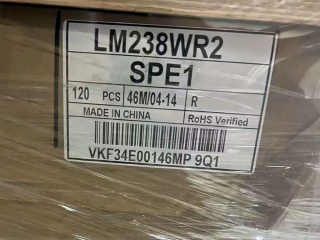 LM238WR2
SPE1
120 PCS 46M/04-14 R
MADE IN CHINA RoHS Verified
VKF34E00146MP 9Q1